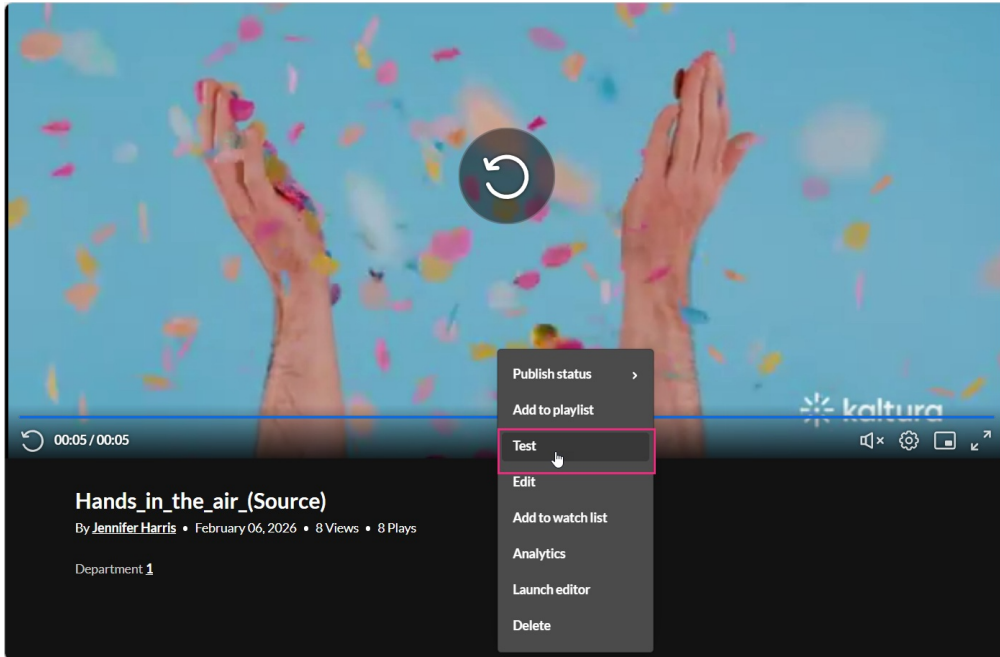 Publish status
Add to playlist
kaltura
Test
00:05 / 00:05
Edit
Hands_in_the_air_(Source)
Add to watch list
By Jennifer Harris • February 06, 2026 • 8 Views • 8 Plays
Analytics
Department 1
Launch editor
Delete